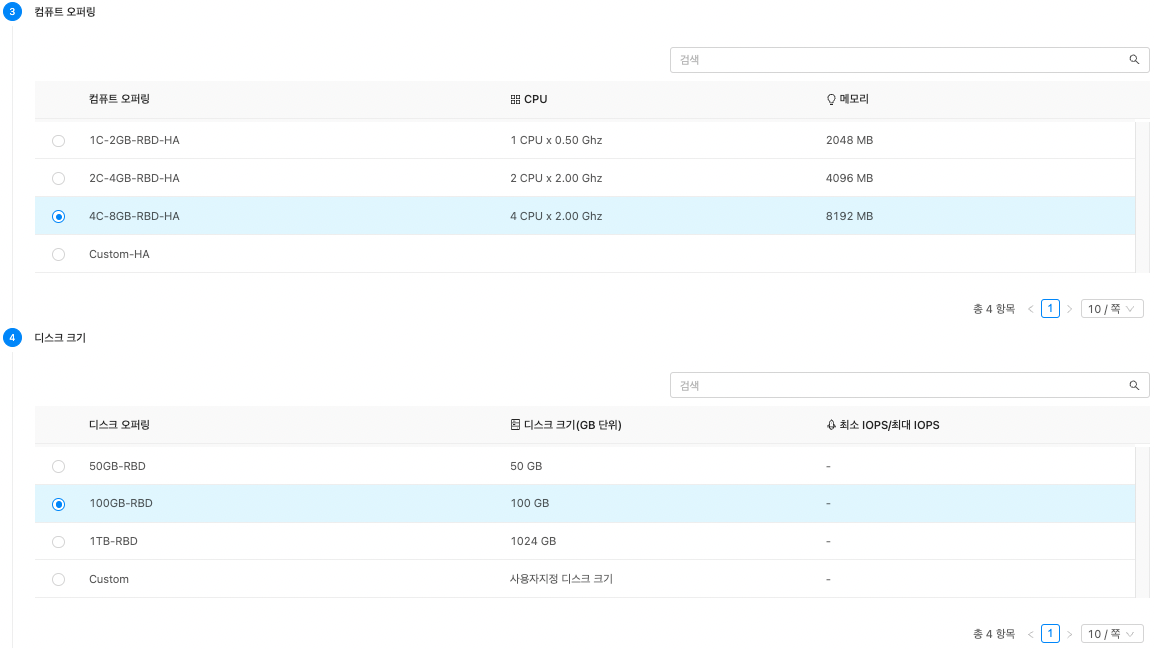 3 컴퓨트 오퍼링
검색
컴퓨트 오퍼링 CPU 메모리
1C-2GB-RBD-HA 1 CPU x 0.50 Ghz 2048 MB
2C-4GB-RBD-HA 2 CPU x 2.00 Ghz 4096 MB
4C-8GB-RBD-HA 4 CPU x 2.00 Ghz 8192 MB
Custom-HA
총 4 항목 < 1 > 10 / 쪽
4 디스크 크기
검색
디스크 오퍼링 디스크 크기(GB 단위) 최소 IOPS/최대 IOPS
50GB-RBD 50 GB -
100GB-RBD 100 GB -
1TB-RBD 1024 GB -
Custom 사용자지정 디스크 크기 -
총 4 항목 < 1 > 10 / 쪽